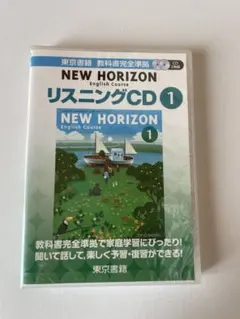 東京書籍 教科書完全準拠
NEW HORIZON
English Course
リスニングCD 1
NEW HORIZON
English Course
1
教科書完全準拠で家庭学習にぴったり!
聞いて話して、楽しく予習・復習ができる!
東京書籍